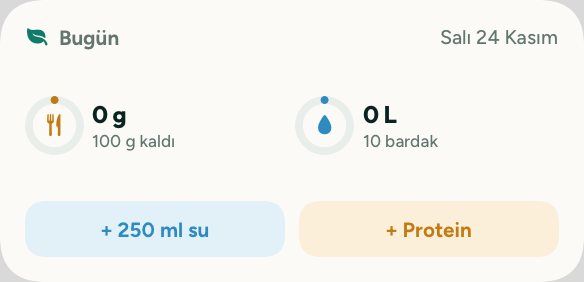 Bugün
Salı 24 Kasım
0 g
100 g kaldı
0 L
10 bardak
+ 250 ml su
+ Protein